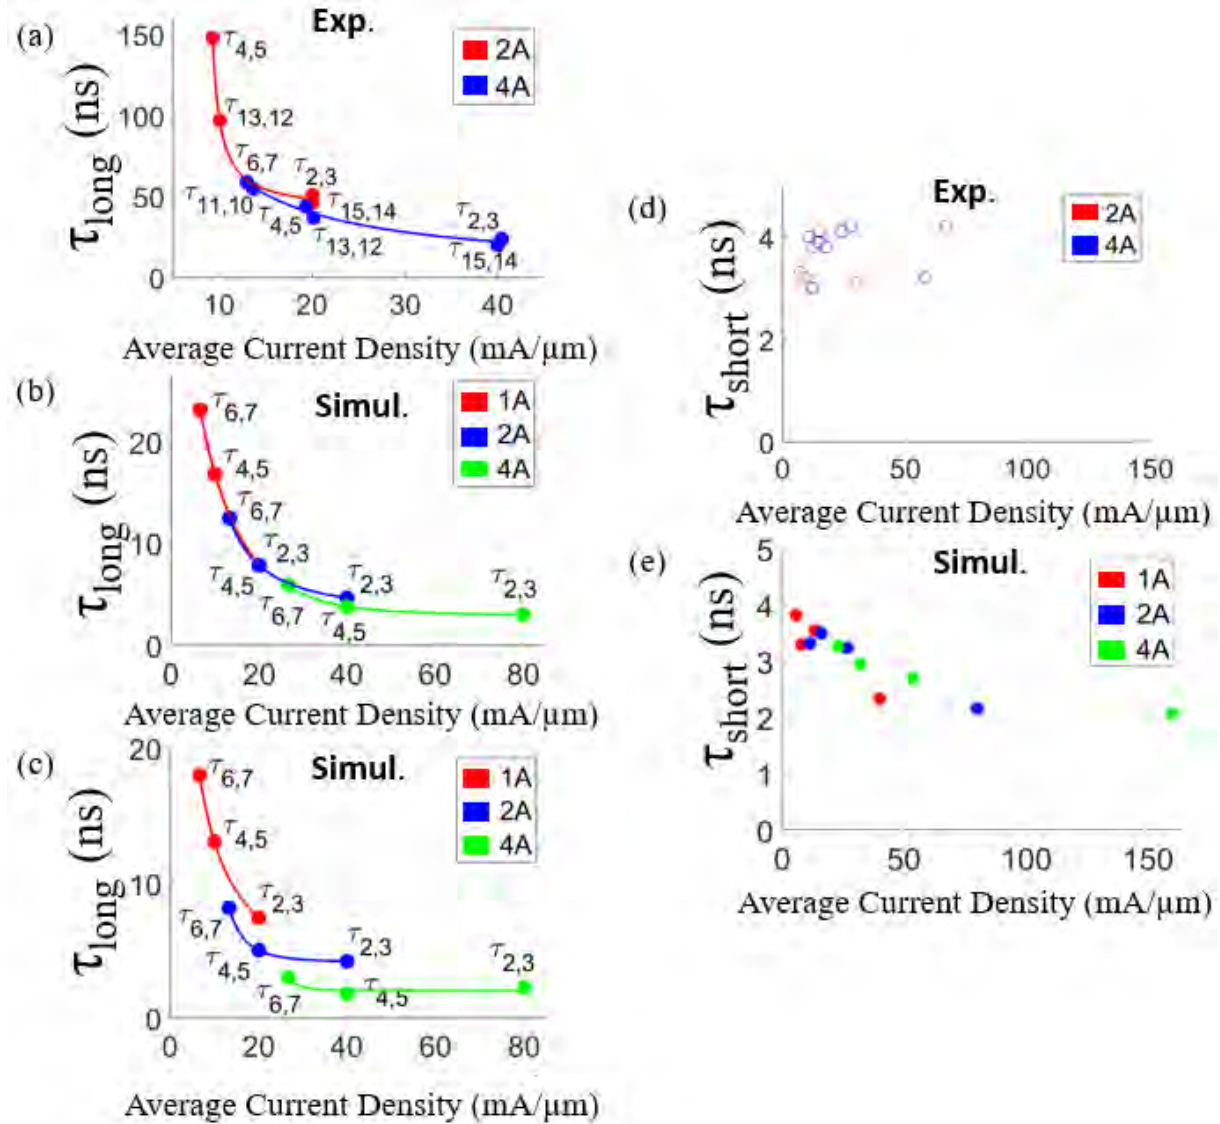 (a)
Exp.
τlong (ns)
150
100
50
0
10
20
30
40
τ4,5
τ13,12
τ6,7
τ2,3
τ11,10
τ4,5
τ15,14
τ13,12
τ2,3
τ15,14
2A
4A
Average Current Density (mA/μm)
(b)
Simul.
τlong (ns)
20
10
0
0
20
40
60
80
τ6,7
τ4,5
τ6,7
τ2,3
τ4,5
τ6,7
τ2,3
τ4,5
τ2,3
1A
2A
4A
Average Current Density (mA/μm)
(c)
Simul.
τlong (ns)
20
10
0
0
20
40
60
80
τ6,7
τ4,5
τ2,3
τ6,7
τ4,5
τ2,3
τ6,7
τ4,5
τ2,3
1A
2A
4A
Average Current Density (mA/μm)
(d)
Exp.
τshort (ns)
4
2
0
0
50
100
150
2A
4A
Average Current Density (mA/μm)
(e)
Simul.
τshort (ns)
5
4
3
2
1
0
0
50
100
150
1A
2A
4A
Average Current Density (mA/μm)